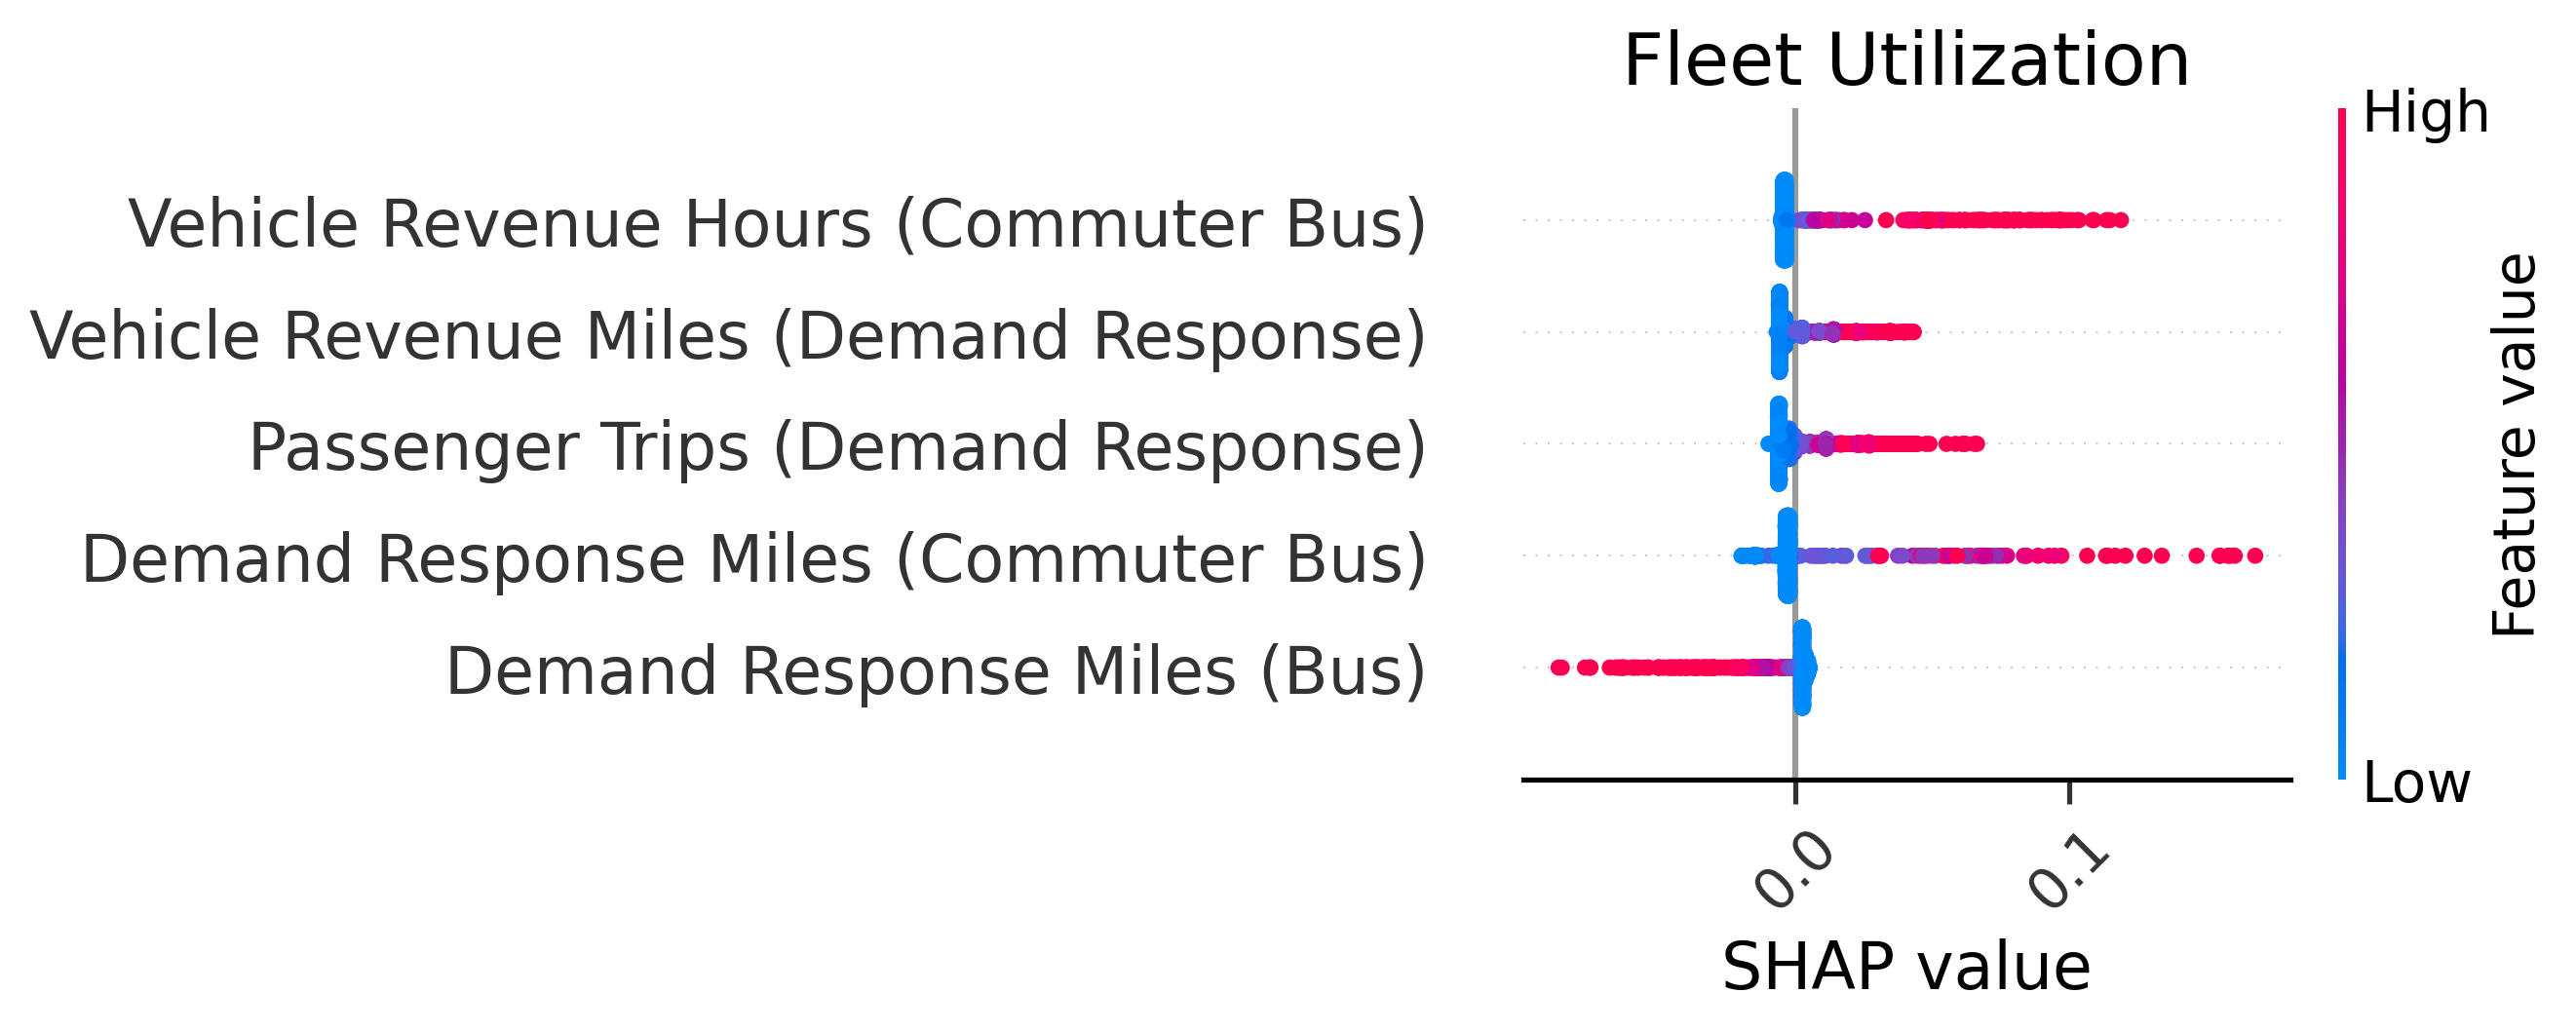 Fleet Utilization
High
Vehicle Revenue Hours (Commuter Bus)
Vehicle Revenue Miles (Demand Response)
Passenger Trips (Demand Response)
Demand Response Miles (Commuter Bus)
Demand Response Miles (Bus)
Feature value
Low
0.0
0.1
SHAP value